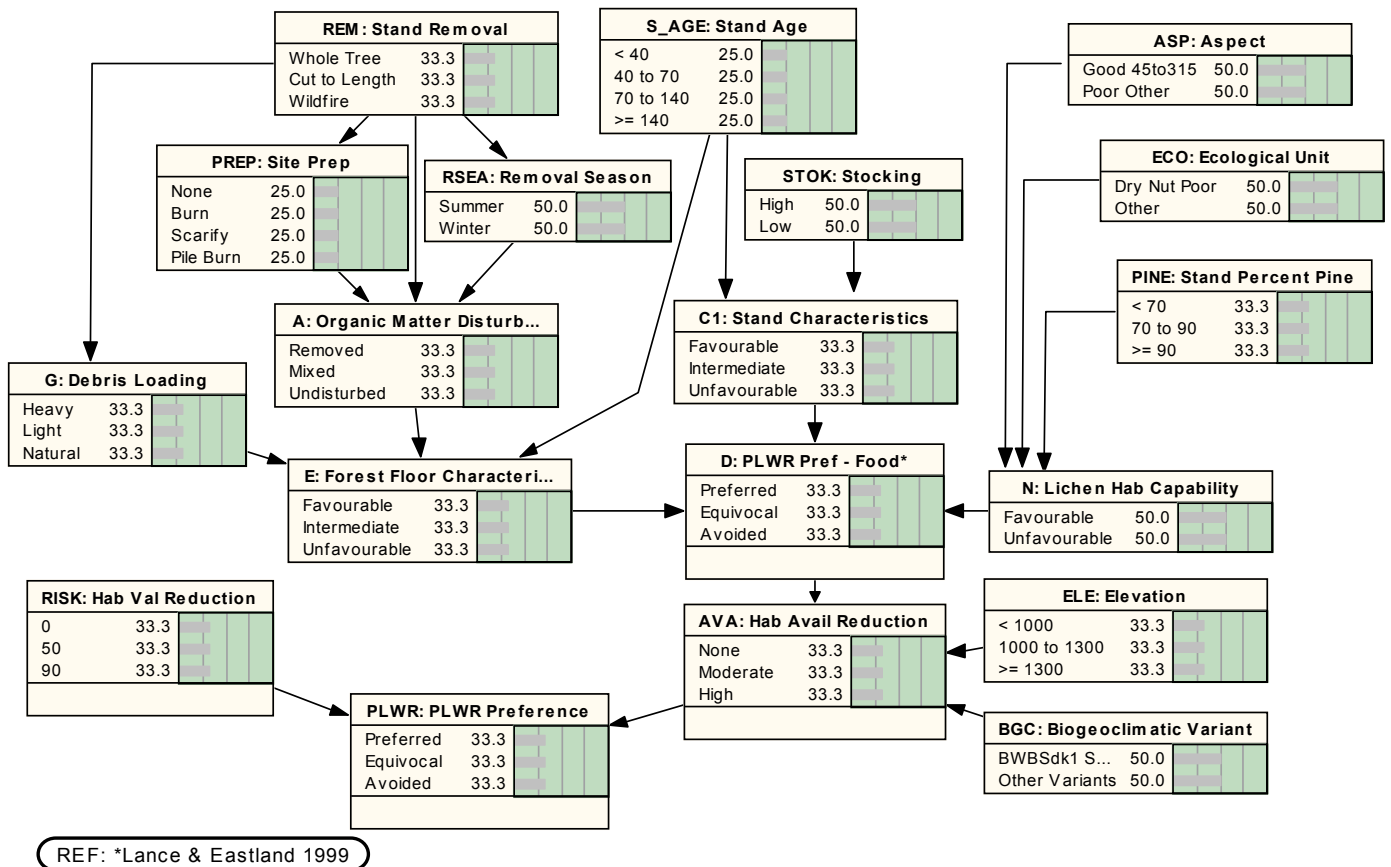 REM: Stand Removal
Whole Tree 33.3
Cut to Length 33.3
Wildfire 33.3
S_AGE: Stand Age
< 40 25.0
40 to 70 25.0
70 to 140 25.0
>= 140 25.0
ASP: Aspect
Good 45to315 50.0
Poor Other 50.0
PREP: Site Prep
None 25.0
Burn 25.0
Scarify 25.0
Pile Burn 25.0
RSEA: Removal Season
Summer 50.0
Winter 50.0
STOK: Stocking
High 50.0
Low 50.0
ECO: Ecological Unit
Dry Nut Poor 50.0
Other 50.0
PINE: Stand Percent Pine
< 70 33.3
70 to 90 33.3
>= 90 33.3
A: Organic Matter Disturb...
Removed 33.3
Mixed 33.3
Undisturbed 33.3
C1: Stand Characteristics
Favourable 33.3
Intermediate 33.3
Unfavourable 33.3
G: Debris Loading
Heavy 33.3
Light 33.3
Natural 33.3
E: Forest Floor Characteri...
Favourable 33.3
Intermediate 33.3
Unfavourable 33.3
D: PLWR Pref - Food*
Preferred 33.3
Equivocal 33.3
Avoided 33.3
N: Lichen Hab Capability
Favourable 50.0
Unfavourable 50.0
RISK: Hab Val Reduction
0 33.3
50 33.3
90 33.3
AVA: Hab Avail Reduction
None 33.3
Moderate 33.3
High 33.3
ELE: Elevation
< 1000 33.3
1000 to 1300 33.3
>= 1300 33.3
PLWR: PLWR Preference
Preferred 33.3
Equivocal 33.3
Avoided 33.3
BGC: Biogeoclimatic Variant
BWBSdk1 S... 50.0
Other Variants 50.0
REF: *Lance & Eastland 1999